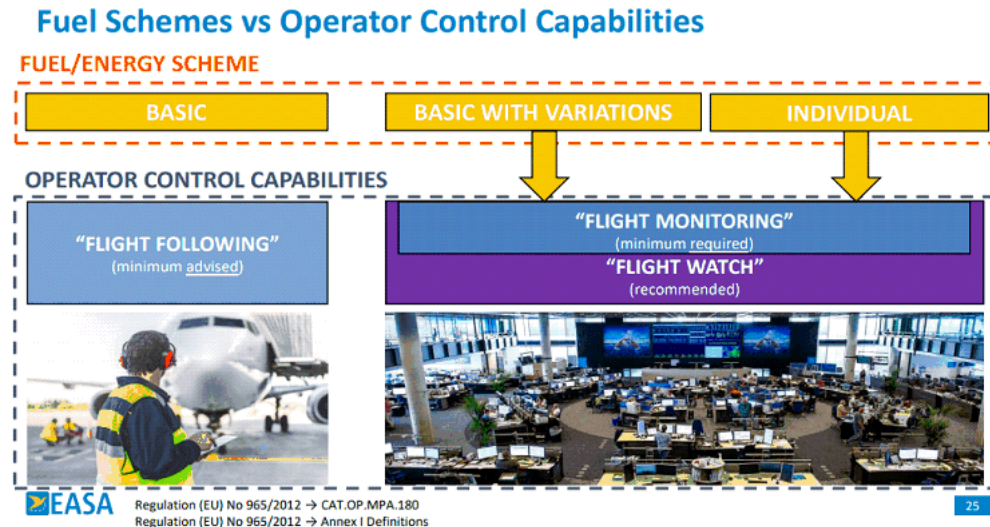 Fuel Schemes vs Operator Control Capabilities
FUEL/ENERGY SCHEME
BASIC
BASIC WITH VARIATIONS
INDIVIDUAL
OPERATOR CONTROL CAPABILITIES
“FLIGHT FOLLOWING”
(minimum advised)
“FLIGHT MONITORING”
(minimum required)
“FLIGHT WATCH”
(recommended)
EASA
Regulation (EU) No 965/2012 → CAT.OP.MPA.180
Regulation (EU) No 965/2012 → Annex I Definitions
25